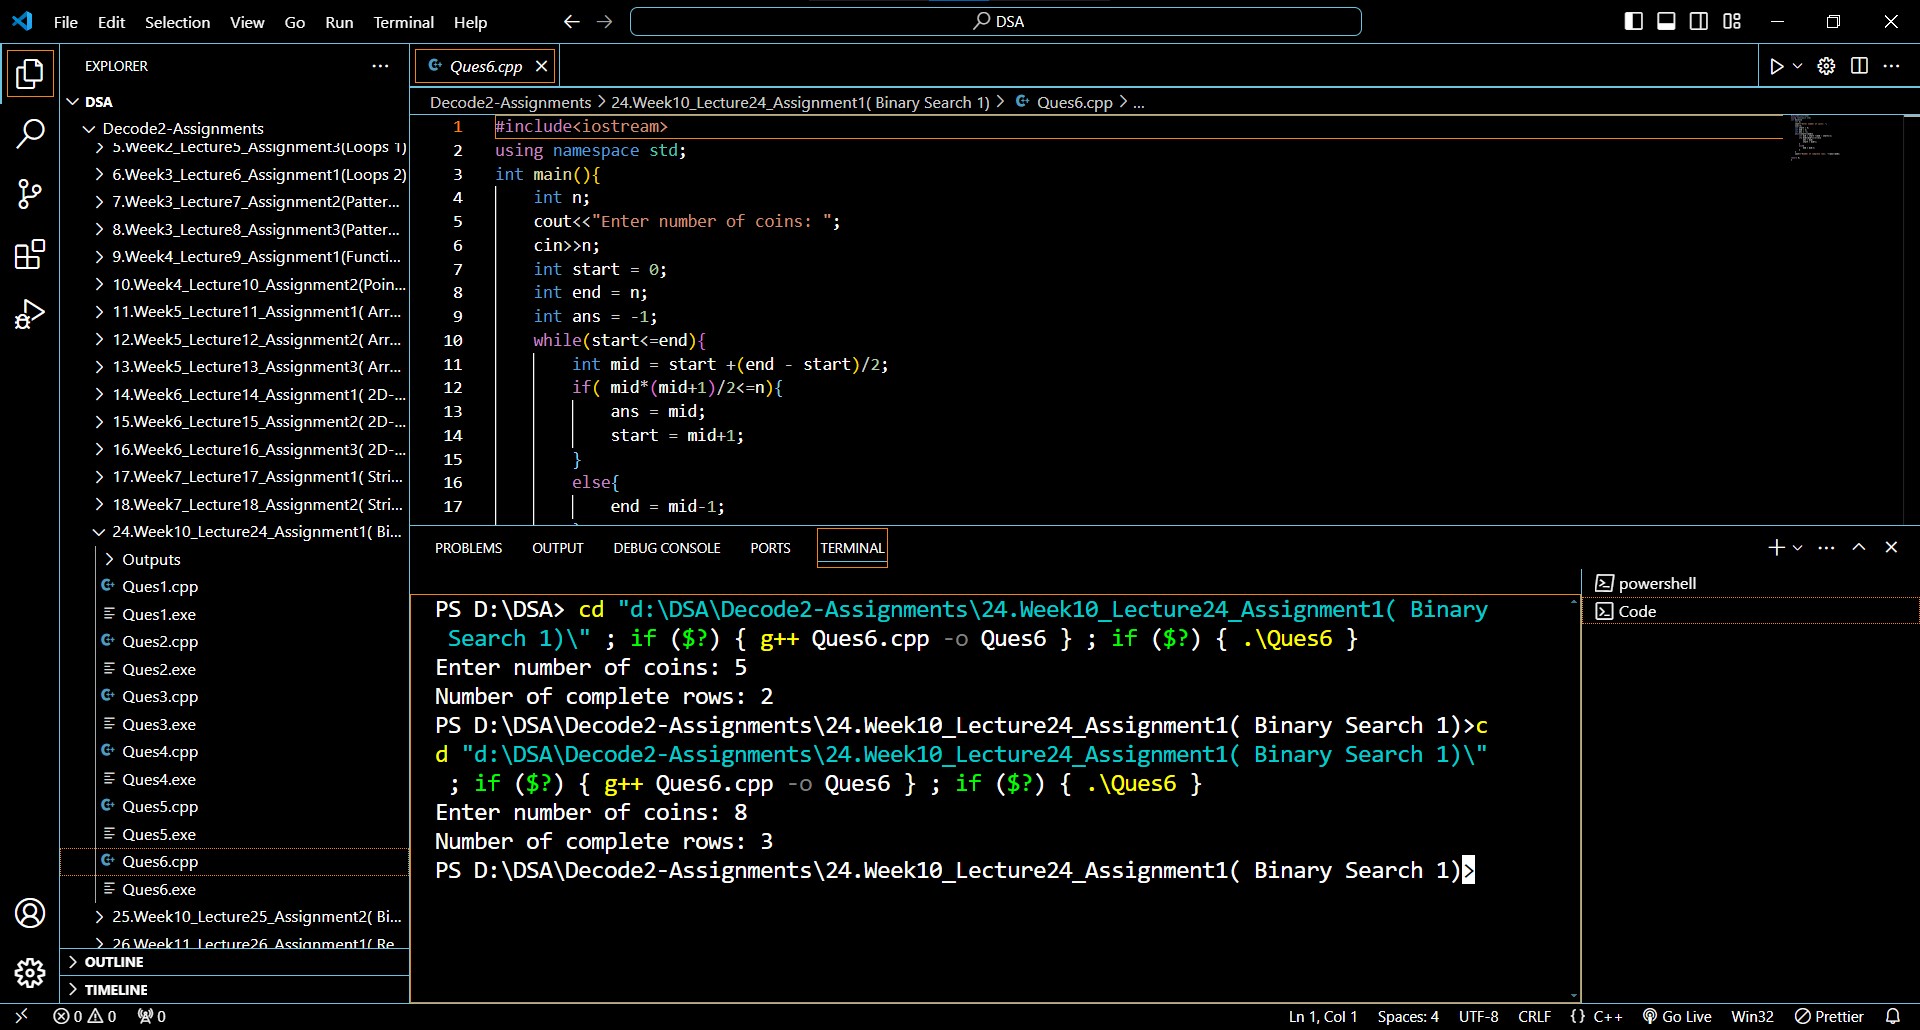 File Edit Selection View Go Run Terminal Help
DSA
EXPLORER
DSA
Decode2-Assignments
5.Week2_Lecture5_Assignment3(Loops 1)
6.Week3_Lecture6_Assignment1(Loops 2)
7.Week3_Lecture7_Assignment2(Patter...
8.Week3_Lecture8_Assignment3(Patter...
9.Week4_Lecture9_Assignment1(Functi...
10.Week4_Lecture10_Assignment2(Poin...
11.Week5_Lecture11_Assignment1( Arr...
12.Week5_Lecture12_Assignment2( Arr...
13.Week5_Lecture13_Assignment3( Arr...
14.Week6_Lecture14_Assignment1( 2D-...
15.Week6_Lecture15_Assignment2( 2D-...
16.Week6_Lecture16_Assignment3( 2D-...
17.Week7_Lecture17_Assignment1( Stri...
18.Week7_Lecture18_Assignment2( Stri...
24.Week10_Lecture24_Assignment1( Bi...
Outputs
Ques1.cpp
Ques1.exe
Ques2.cpp
Ques2.exe
Ques3.cpp
Ques3.exe
Ques4.cpp
Ques4.exe
Ques5.cpp
Ques5.exe
Ques6.cpp
Ques6.exe
25.Week10_Lecture25_Assignment2( Bi...
26.Week11_Lecture26_Assignment1( Re...
OUTLINE
TIMELINE
Ques6.cpp
Decode2-Assignments > 24.Week10_Lecture24_Assignment1( Binary Search 1) > Ques6.cpp > ...
1 #include<iostream>
2 using namespace std;
3 int main(){
4 int n;
5 cout<<"Enter number of coins: ";
6 cin>>n;
7 int start = 0;
8 int end = n;
9 int ans = -1;
10 while(start<=end){
11 int mid = start +(end - start)/2;
12 if( mid*(mid+1)/2<=n){
13 ans = mid;
14 start = mid+1;
15 }
16 else{
17 end = mid-1;
PROBLEMS OUTPUT DEBUG CONSOLE PORTS TERMINAL
PS D:\DSA> cd "d:\DSA\Decode2-Assignments\24.Week10_Lecture24_Assignment1( Binary
Search 1)\" ; if ($?) { g++ Ques6.cpp -o Ques6 } ; if ($?) { .\Ques6 }
Enter number of coins: 5
Number of complete rows: 2
PS D:\DSA\Decode2-Assignments\24.Week10_Lecture24_Assignment1( Binary Search 1)>c
d "d:\DSA\Decode2-Assignments\24.Week10_Lecture24_Assignment1( Binary Search 1)\"
; if ($?) { g++ Ques6.cpp -o Ques6 } ; if ($?) { .\Ques6 }
Enter number of coins: 8
Number of complete rows: 3
PS D:\DSA\Decode2-Assignments\24.Week10_Lecture24_Assignment1( Binary Search 1)>
powershell
Code
0 0 0
Ln 1, Col 1 Spaces: 4 UTF-8 CRLF {} C++ Go Live Win32 Prettier